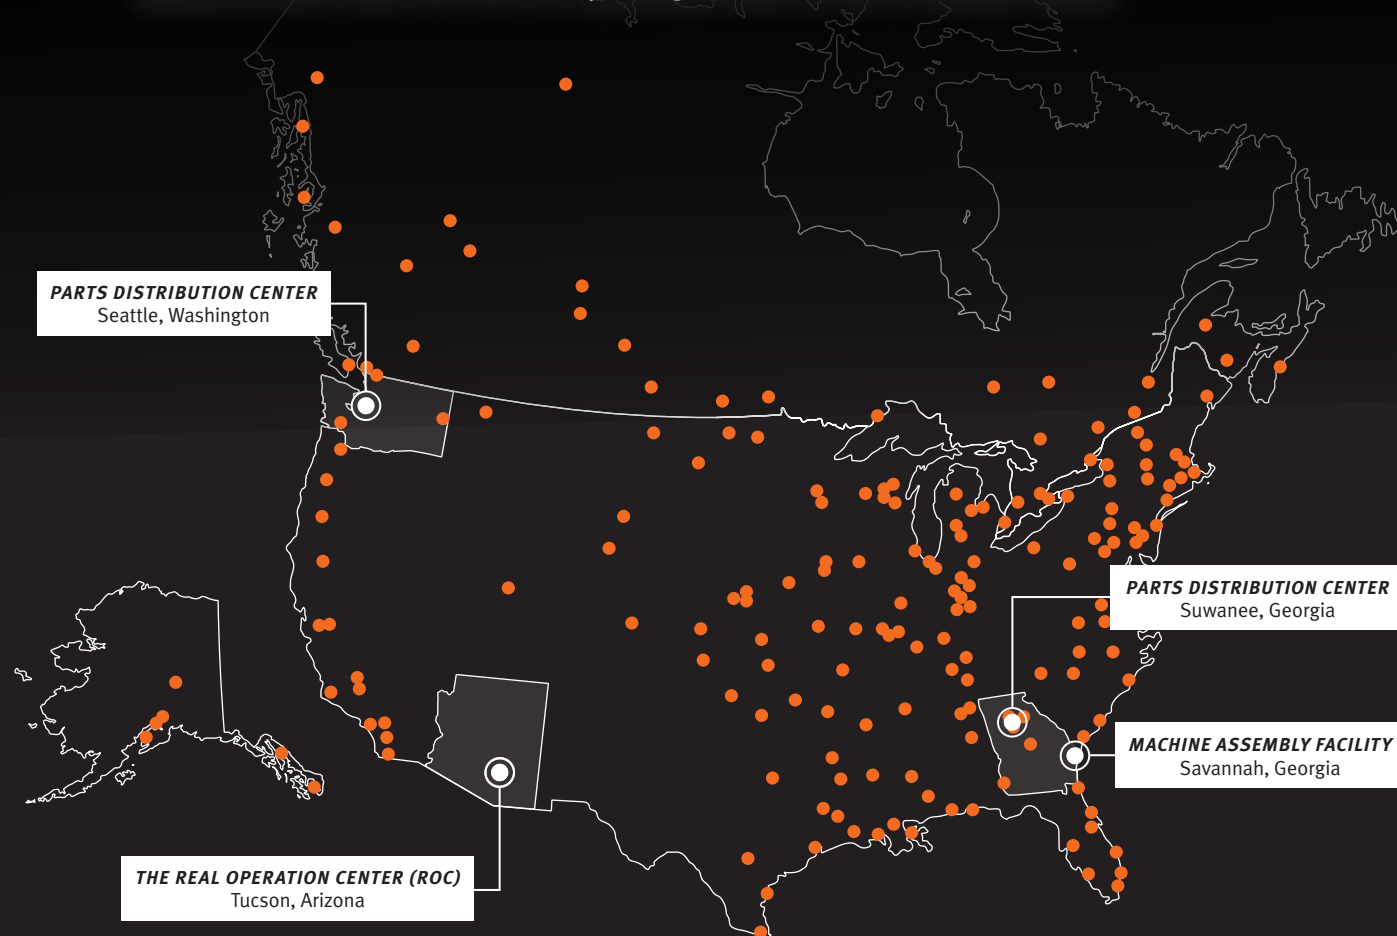 PARTS DISTRIBUTION CENTER
Seattle, Washington
PARTS DISTRIBUTION CENTER
Suwanee, Georgia
MACHINE ASSEMBLY FACILITY
Savannah, Georgia
THE REAL OPERATION CENTER (ROC)
Tucson, Arizona